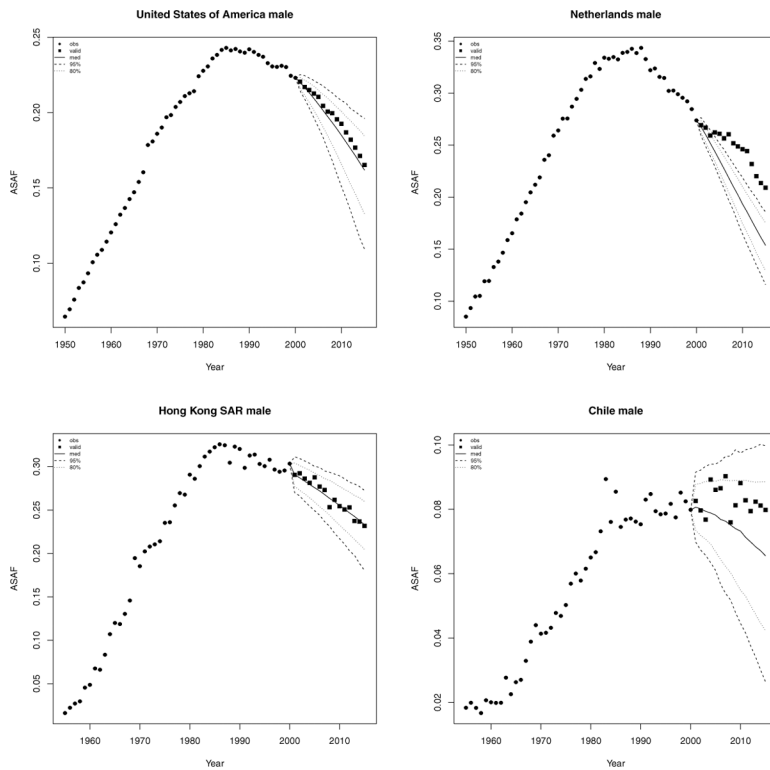 United States of America male
obs
valid
med
95%
80%
ASAF
0.25
0.20
0.15
0.10
1950 1960 1970 1980 1990 2000 2010
Year
Netherlands male
obs
valid
med
95%
80%
ASAF
0.35
0.30
0.25
0.20
0.15
0.10
1950 1960 1970 1980 1990 2000 2010
Year
Hong Kong SAR male
obs
valid
med
95%
80%
ASAF
0.30
0.25
0.20
0.15
0.05
1960 1970 1980 1990 2000 2010
Year
Chile male
obs
valid
med
95%
80%
ASAF
0.10
0.08
0.06
0.04
0.02
1960 1970 1980 1990 2000 2010
Year